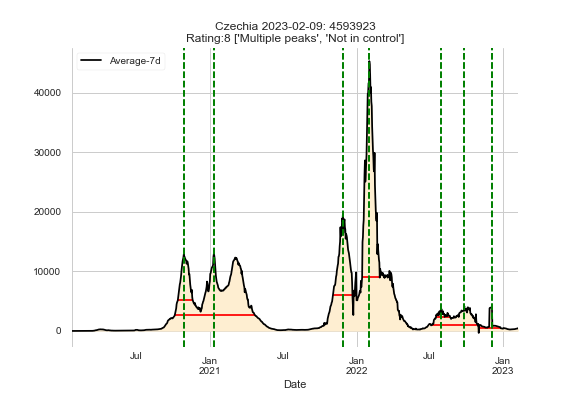 Czechia 2023-02-09: 4593923
Rating:8 ['Multiple peaks', 'Not in control']
Average-7d
40000
30000
20000
10000
0
Jul
Jan
2021
Jul
Jan
2022
Jul
Jan
2023
Date